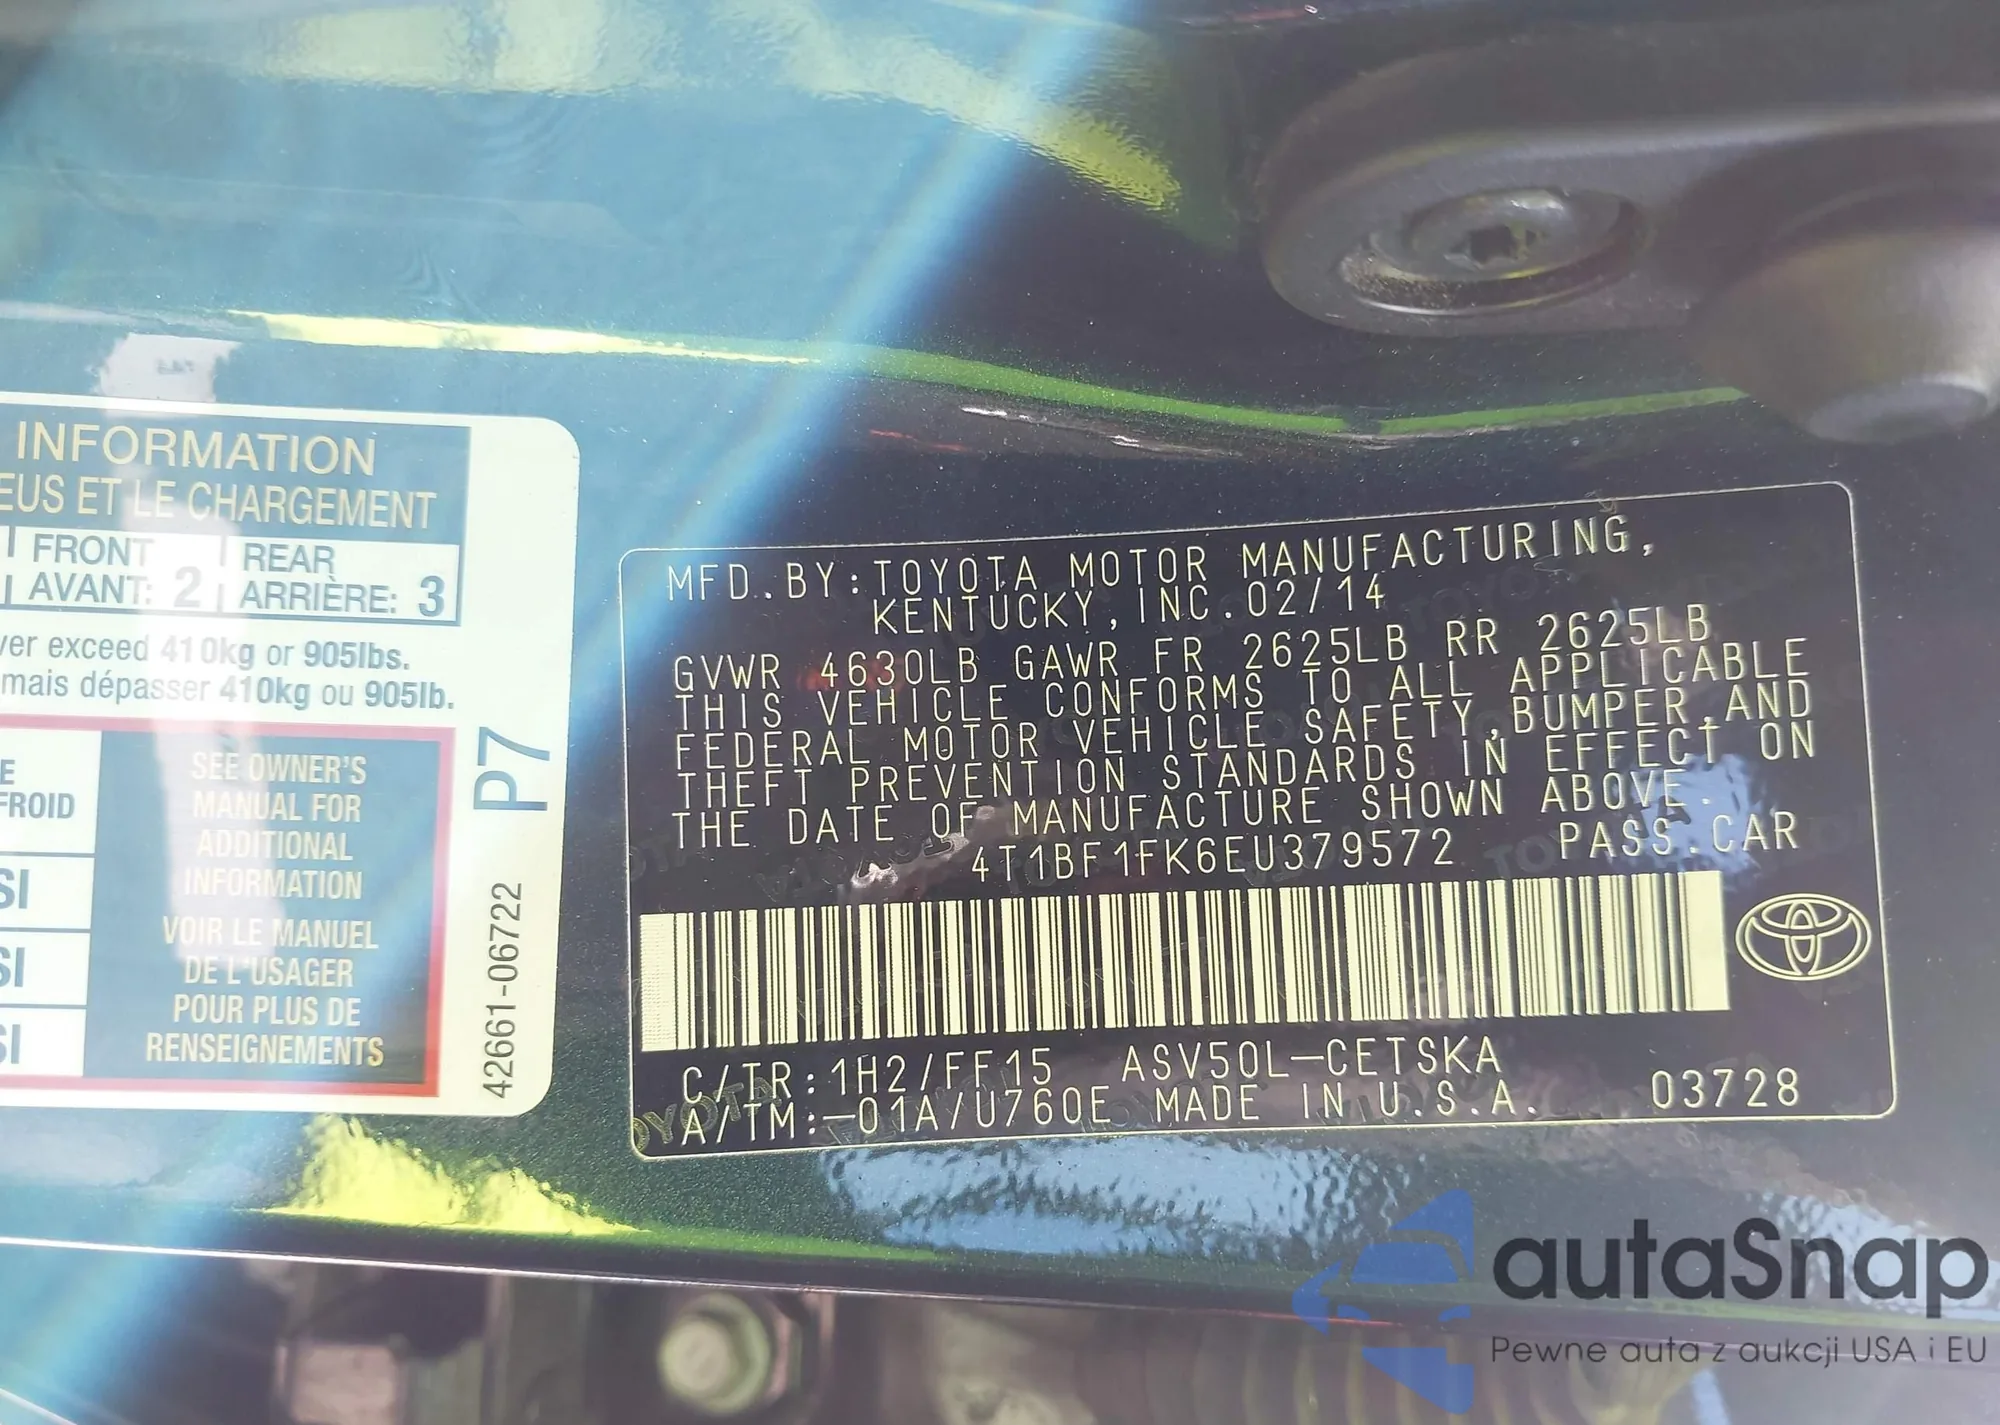 INFORMATION
EUS ET LE CHARGEMENT
FRONT
AVANT: 2
REAR
ARRIÈRE: 3
ver exceed 410kg or 905lbs.
mais dépasser 410kg ou 905lb.
E
FROID
SI
SI
SI
SEE OWNER'S
MANUAL FOR
ADDITIONAL
INFORMATION
VOIR LE MANUEL
DE L'USAGER
POUR PLUS DE
RENSEIGNEMENTS
P7
42661-06722
MFD. BY: TOYOTA MOTOR MANUFACTURING,
KENTUCKY, INC. 02/14
GVWR 4630LB GAWR FR 2625LB RR 2625LB
THIS VEHICLE CONFORMS TO ALL APPLICABLE
FEDERAL MOTOR VEHICLE SAFETY, BUMPER, AND
THEFT PREVENTION STANDARDS IN EFFECT ON
THE DATE OF MANUFACTURE SHOWN ABOVE.
4T1BF1FK6EU379572 PASS. CAR
C/TR: 1H2/FF15 ASV50L-CETSKA
A/TM: -01A/U760E MADE IN U.S.A. 03728
autaSnap
Pewne auta z aukcji USA i EU